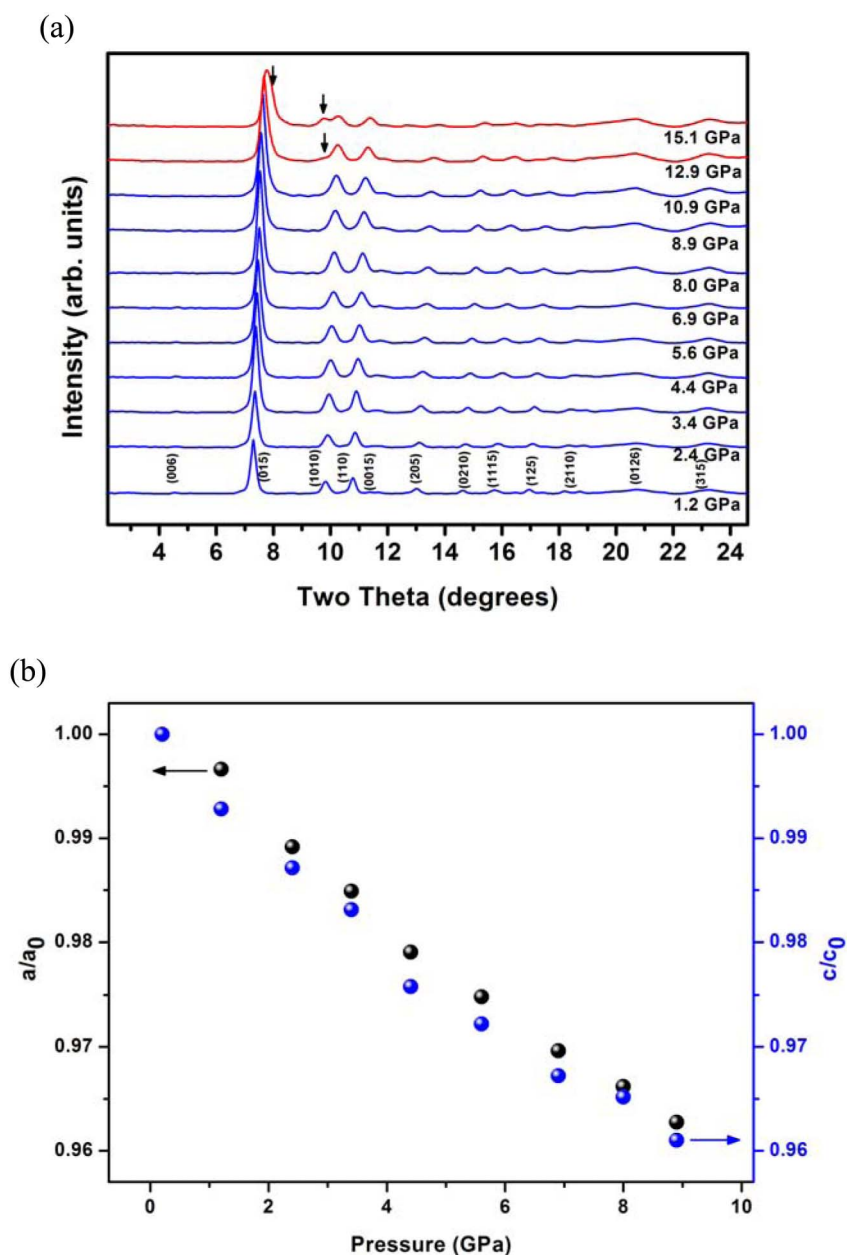 (a)
Intensity (arb. units)
15.1 GPa
12.9 GPa
10.9 GPa
8.9 GPa
8.0 GPa
6.9 GPa
5.6 GPa
4.4 GPa
3.4 GPa
2.4 GPa
(006) (015) (1010) (110) (0015) (205) (0210) (1115) (125) (2110) (0126) (315)
1.2 GPa
4 6 8 10 12 14 16 18 20 22 24
Two Theta (degrees)
(b)
1.00 1.00
0.99 0.99
0.98 0.98
0.97 0.97
0.96 0.96
a/a0
c/c0
0 2 4 6 8 10
Pressure (GPa)